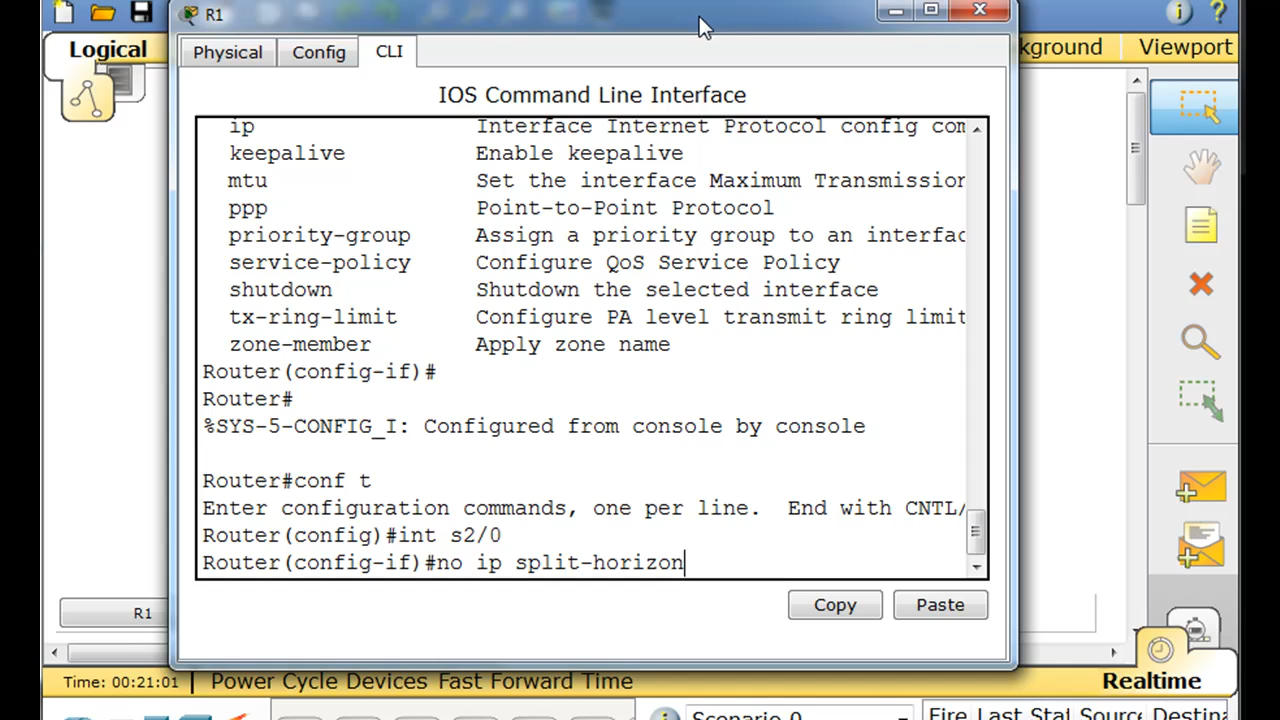 R1
Logical
kground
Viewport
Physical
Config
CLI
IOS Command Line Interface
ip Interface Internet Protocol config com
keepalive Enable keepalive
mtu Set the interface Maximum Transmission
ppp Point-to-Point Protocol
priority-group Assign a priority group to an interfac
service-policy Configure QoS Service Policy
shutdown Shutdown the selected interface
tx-ring-limit Configure PA level transmit ring limit
zone-member Apply zone name
Router(config-if)#
Router#
%SYS-5-CONFIG_I: Configured from console by console
Router#conf t
Enter configuration commands, one per line. End with CNTL/
Router(config)#int s2/0
Router(config-if)#no ip split-horizon
Copy
Paste
R1
Time: 00:21:01 Power Cycle Devices Fast Forward Time
Realtime
Scenario 0
Fire Last Stat Source Destina